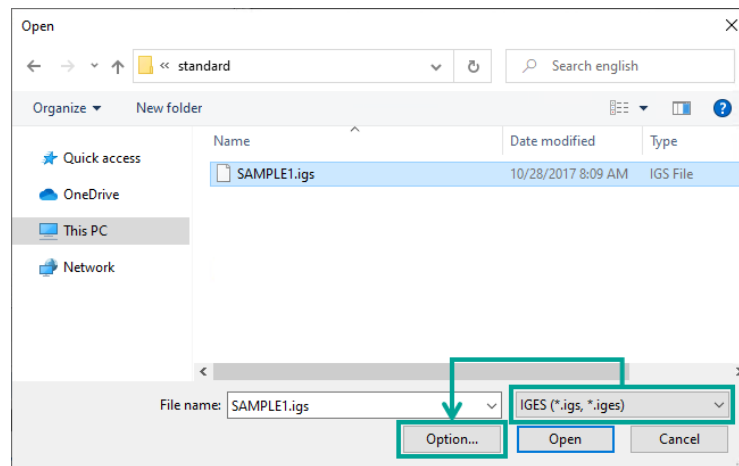 Open
« standard
Search english
Organize
New folder
Name
Date modified
Type
Quick access
SAMPLE1.igs
10/28/2017 8:09 AM
IGS File
OneDrive
This PC
Network
File name:
SAMPLE1.igs
IGES (*.igs, *.iges)
Option...
Open
Cancel